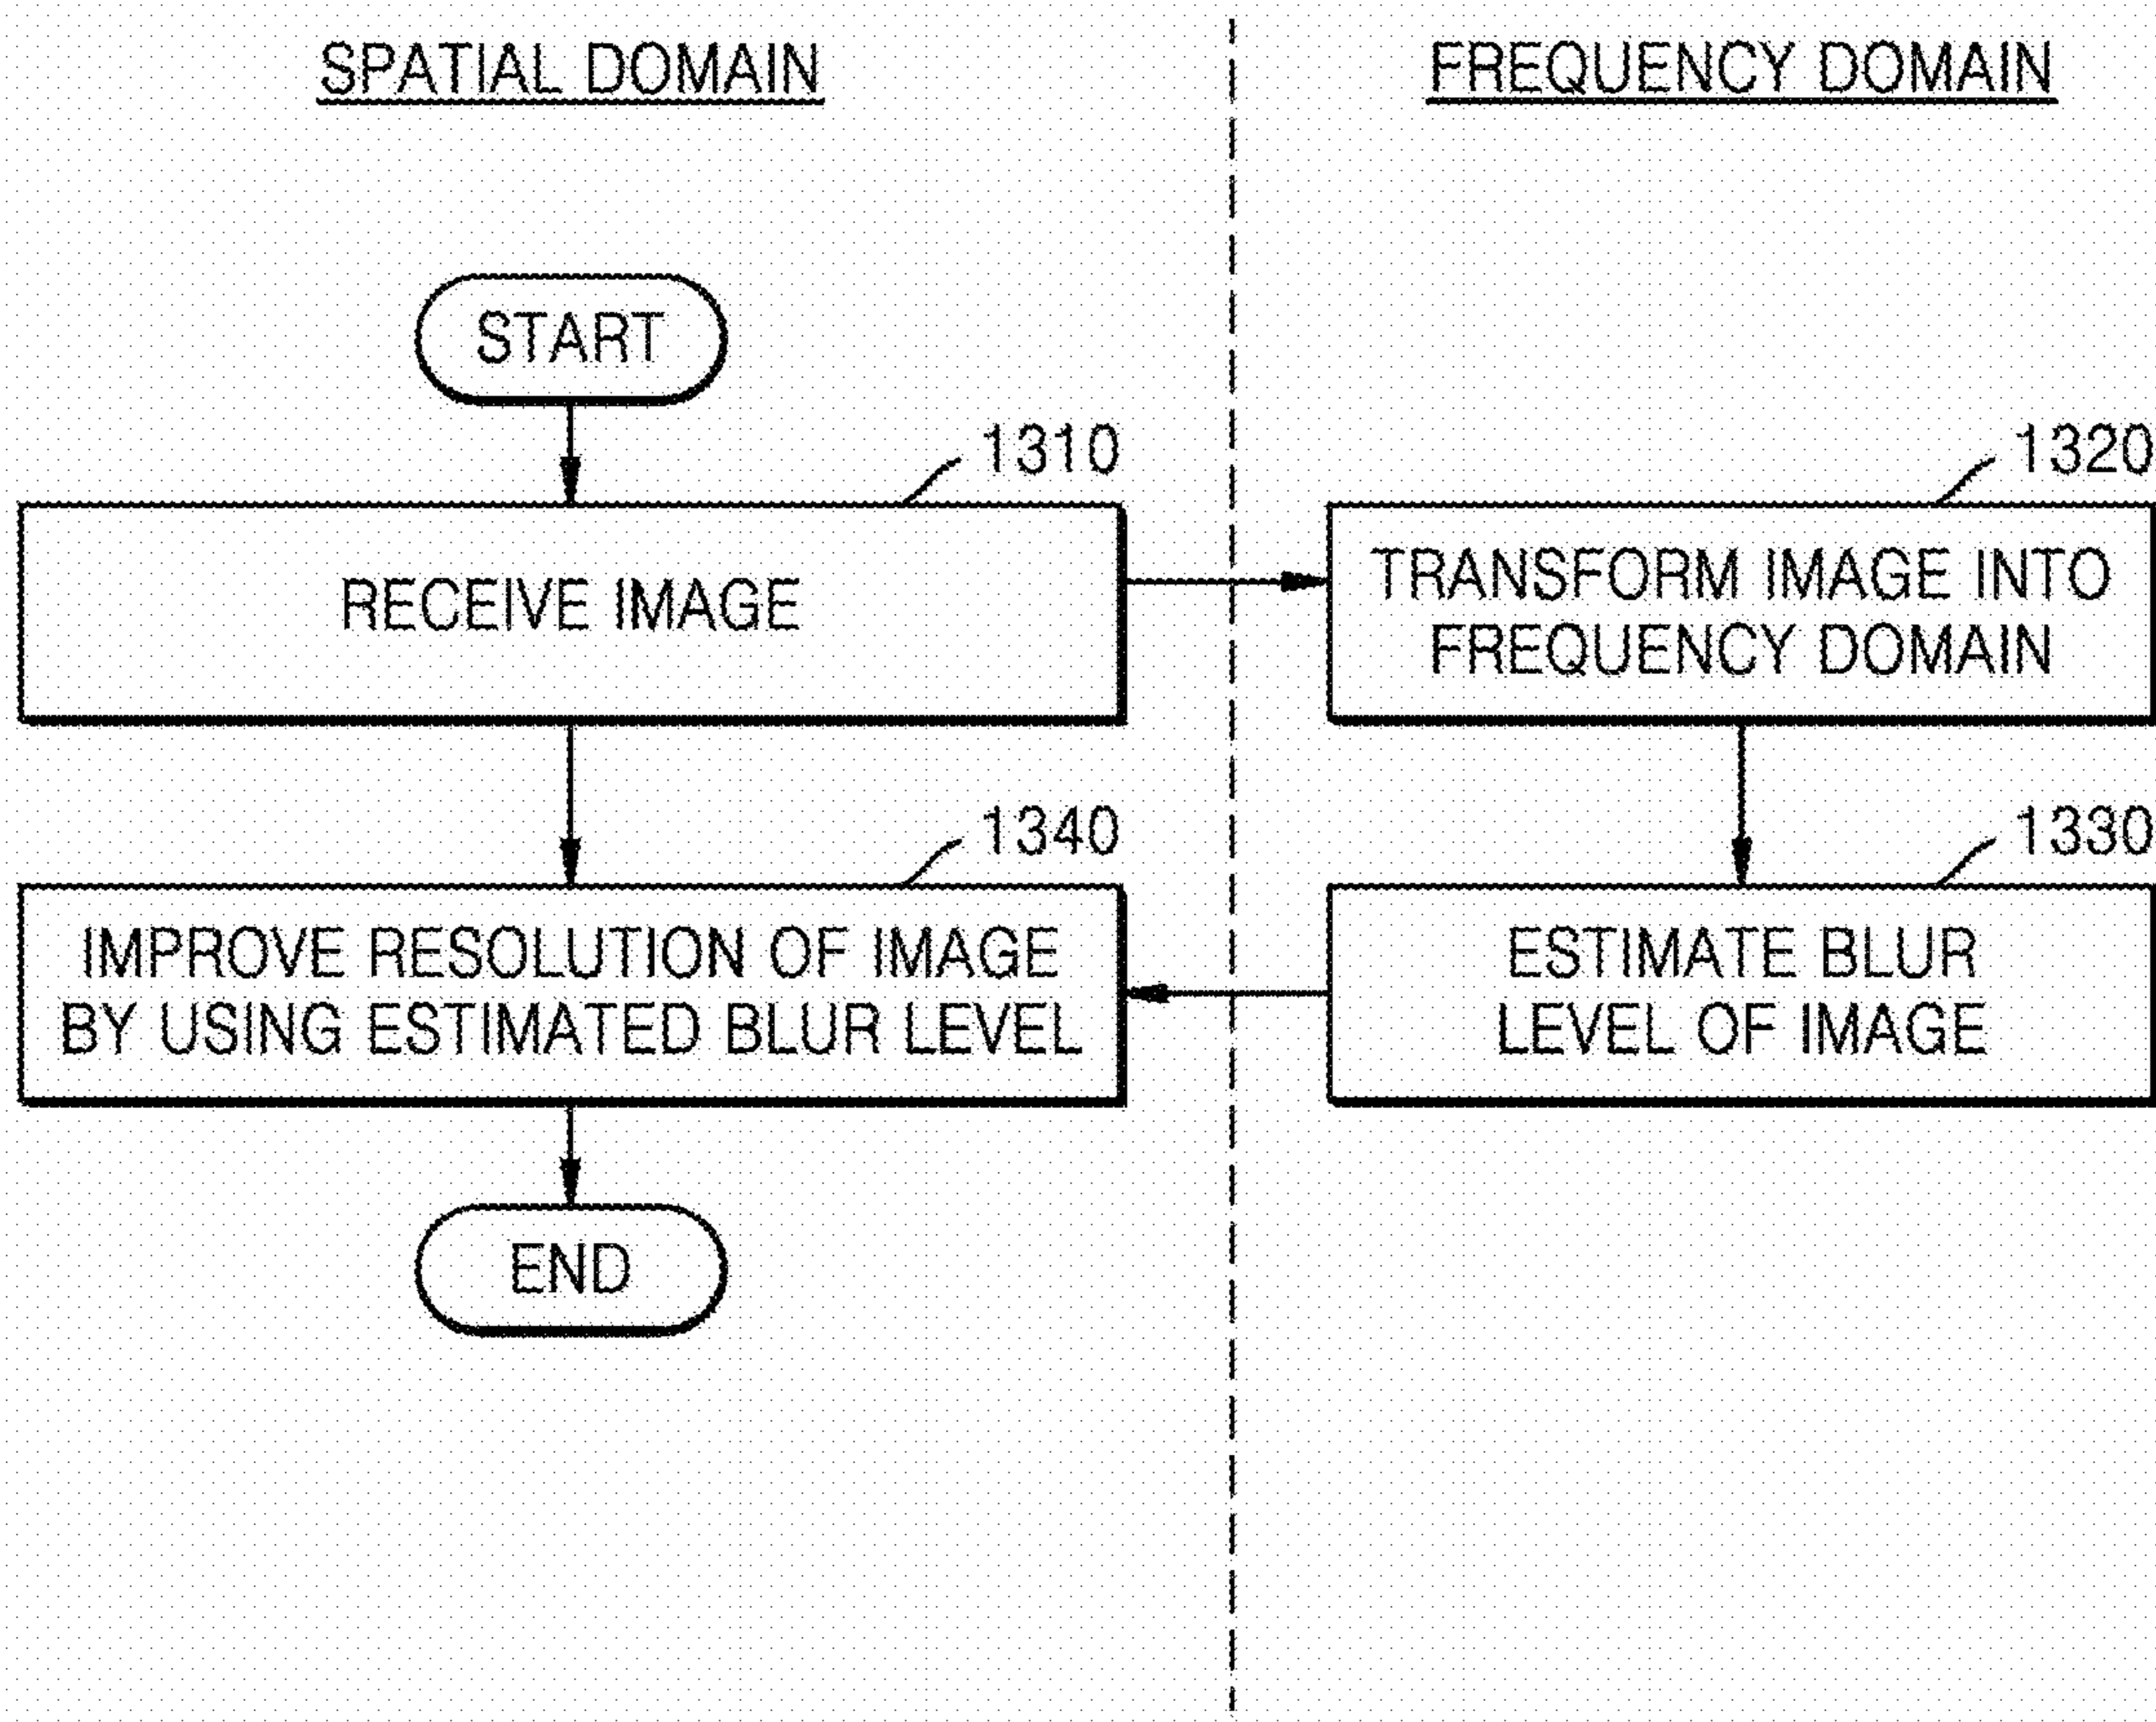 SPATIAL DOMAIN
FREQUENCY DOMAIN
START
1310
RECEIVE IMAGE
1320
TRANSFORM IMAGE INTO
FREQUENCY DOMAIN
1340
IMPROVE RESOLUTION OF IMAGE
BY USING ESTIMATED BLUR LEVEL
1330
ESTIMATE BLUR
LEVEL OF IMAGE
END